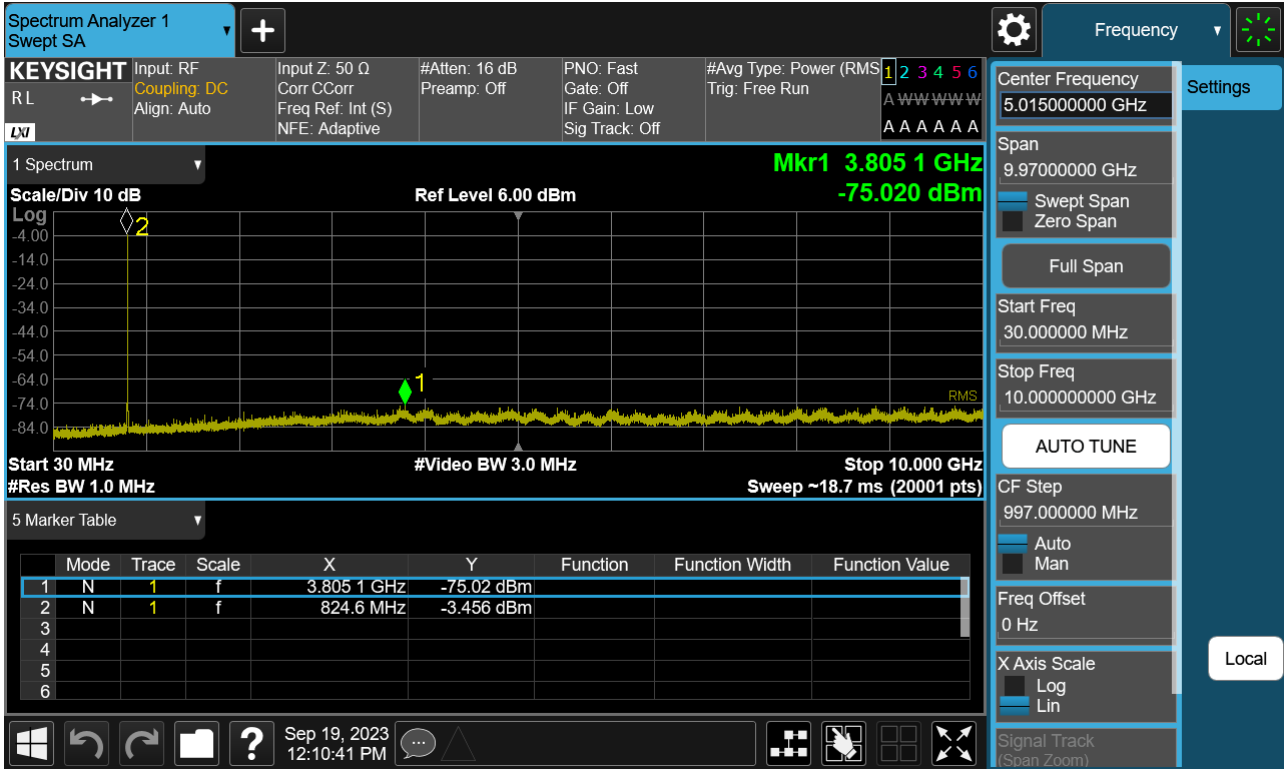 Spectrum Analyzer 1
Swept SA
Frequency
KEYSIGHT
R L
LXI
Input: RF
Coupling: DC
Align: Auto
Input Z: 50 Ω
Corr CCorr
Freq Ref: Int (S)
NFE: Adaptive
#Atten: 16 dB
Preamp: Off
PNO: Fast
Gate: Off
IF Gain: Low
Sig Track: Off
#Avg Type: Power (RMS
Trig: Free Run
1 2 3 4 5 6
A W W W W W
A A A A A A
1 Spectrum
Mkr1 3.805 1 GHz
-75.020 dBm
Scale/Div 10 dB
Ref Level 6.00 dBm
Log
2
-4.00
-14.0
-24.0
-34.0
-44.0
-54.0
-64.0
1
-74.0
RMS
-84.0
Start 30 MHz
#Video BW 3.0 MHz
Stop 10.000 GHz
#Res BW 1.0 MHz
Sweep ~18.7 ms (20001 pts)
5 Marker Table
Mode Trace Scale X Y Function Function Width Function Value
1 N 1 f 3.805 1 GHz -75.02 dBm
2 N 1 f 824.6 MHz -3.456 dBm
3
4
5
6
Center Frequency
5.015000000 GHz
Settings
Span
9.97000000 GHz
Swept Span
Zero Span
Full Span
Start Freq
30.000000 MHz
Stop Freq
10.000000000 GHz
AUTO TUNE
CF Step
997.000000 MHz
Auto
Man
Freq Offset
0 Hz
X Axis Scale
Log
Lin
Local
Signal Track
(Span Zoom)
?
Sep 19, 2023
12:10:41 PM